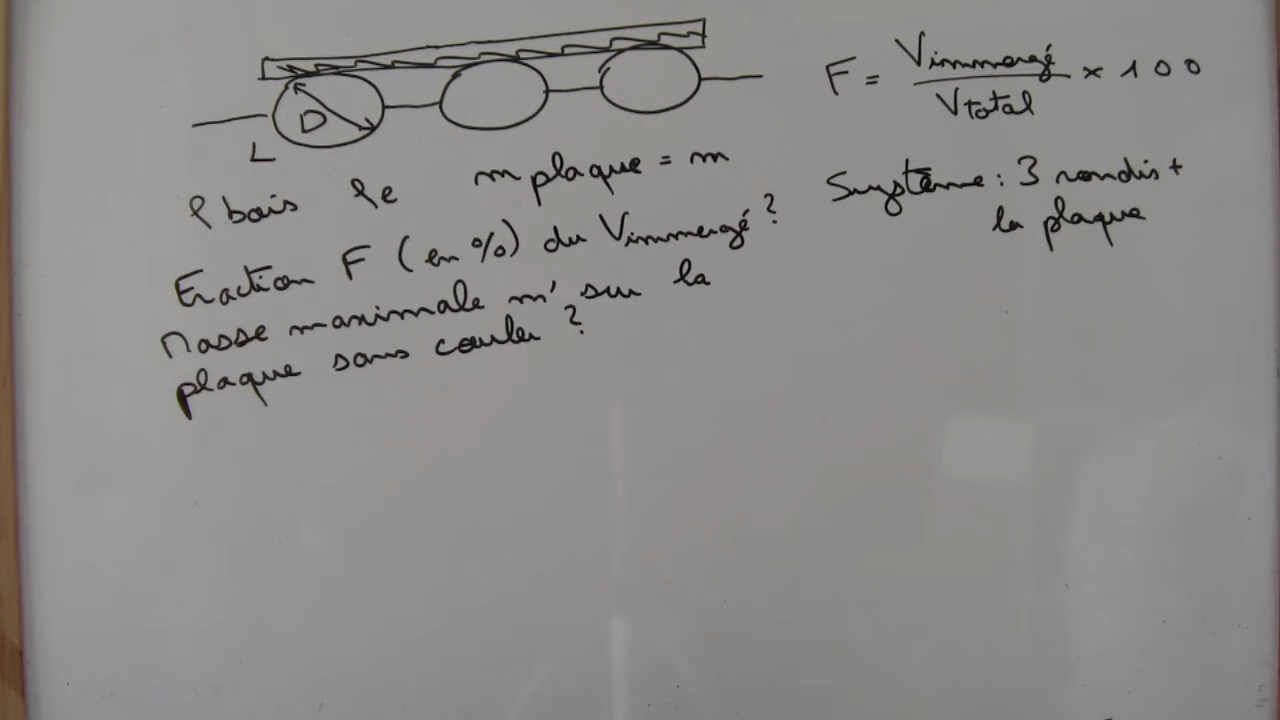 D
L
ρ bois ρe m plaque = m
Fraction F (en %) du Vimmergé ?
Masse maximale m' sur la
plaque sans couler ?
F = Vimmergé / Vtotal × 100
Système : 3 rondis +
la plaque